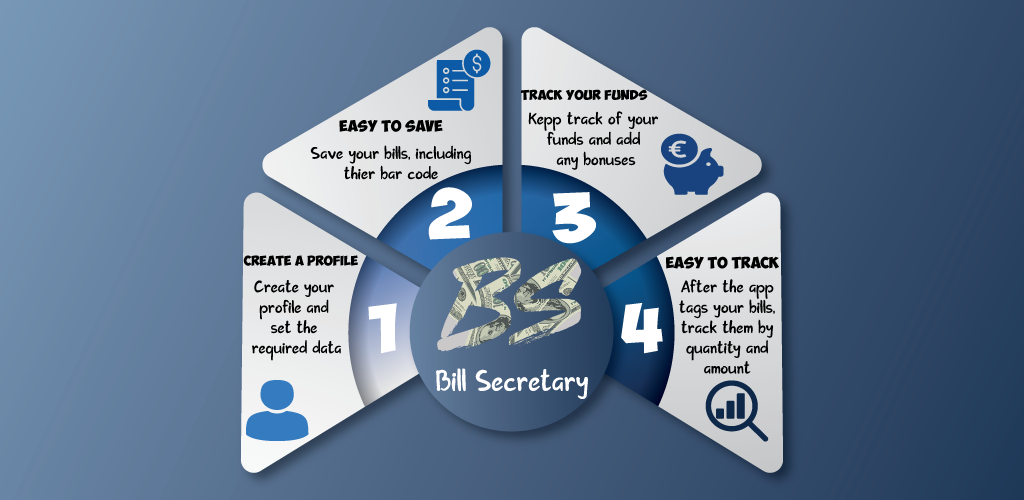 CREATE A PROFILE
Create your
profile and
set the
required data
1
EASY TO SAVE
Save your bills, including
thier bar code
2
TRACK YOUR FUNDS
Kepp track of your
funds and add
any bonuses
3
EASY TO TRACK
After the app
tags your bills,
track them by
quantity and
amount
4
BS
Bill Secretary
$
€